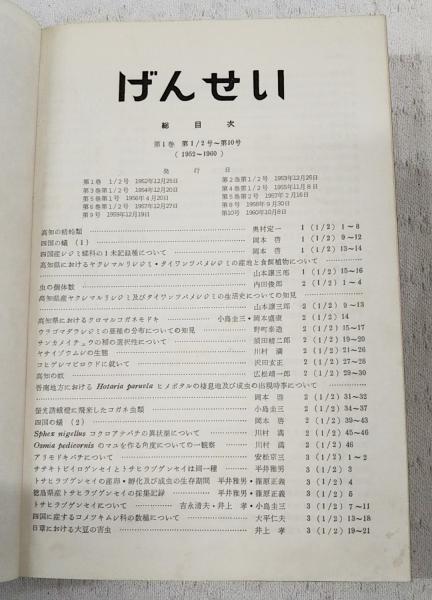 げんせい
総目次
第1巻 第1/2号〜第10号
(1952〜1960)
発行日
第1巻 1/2号 1952年12月25日 第2巻第1/2号 1953年12月25日
第3巻第1/2号 1954年12月25日 第4巻第1/2号 1955年11月8日
第5巻第1号 1956年4月20日 第5巻第2号 1957年2月16日
第6巻第1/2号 1957年12月27日 第8号 1958年9月30日
第9号 1959年12月19日 第10号 1960年10月8日
高知の蜻蛉類 奥村定一 1 (1/2) 1〜8
四国の蟻 (1) 岡本啓 1 (1/2) 9〜12
四国産シジミ蝶科の1未記録種について 岡本啓 1 (1/2) 13〜14
高知県におけるヤクシマルリシジミ・タイワンツバメシジミの産地と食餌植物について
山本讓三郎 1 (1/2) 15〜16
虫の個体数 内田俊郎 2 (1/2) 1〜4
高知県産ヤクシマルリシジミ及びタイワンツバメシジミの生活史についての知見
山本讓三郎 2 (1/2) 9〜13
高知県におけるクロマルコガネモドキ 小島圭三・岡本盛康 2 (1/2) 14
ウラゴマダラシジミの亜種の分布についての知見 野町泰造 2 (1/2) 15〜17
サンカメイチュウの稲の選択性について 須田精二郎 2 (1/2) 19〜20
ヤサイゾウムシの生態 川村満 2 (1/2) 21〜26
コヒゲシマビロウドに就いて 沢田玄正 2 (1/2) 27〜28
高知の蚊 広松靖一郎 2 (1/2) 29〜30
吾南地方における Hotaria parvula ヒメボタルの棲息地及び成虫の出現時季について
岡本啓 2 (1/2) 31〜32
螢光誘蛾燈に飛来したコガネ虫類 小島圭三 2 (1/2) 34〜37
四国の蟻 (2) 岡本啓 2 (1/2) 39〜43
Sphex nigellus コクロアナバチの異状巣について 川村満 2 (1/2) 45〜46
Osmia pedicornis のマユを作る角度についての一観察 川村満 2 (1/2) 46
アリモドキバチについて 安松京三 3 (1/2) 1〜2
サチキトビイロゲンセイとトサヒラズゲンセイは同一種 平井雅男 3 (1/2) 3
トサヒラズゲンセイの産卵・孵化及び成虫の生存期間 平井雅男・篠原正義 3 (1/2) 4
徳島県産トサヒラズゲンセイの採集記録 平井雅男・篠原正義 3 (1/2) 5
トサヒラズゲンセイについて 吉永清夫・井上孝・小島圭三 3 (1/2) 7〜11
四国に産するコメツキムシ科の数種について 大平仁夫 3 (1/2) 13〜18
日章における大豆の害虫 井上孝 3 (1/2) 19〜21